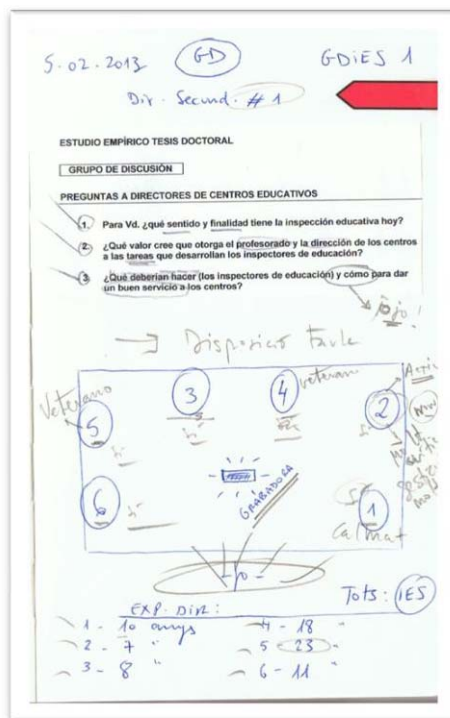 5.02.2013 GD GDiES 1
Dir. Secund. # 1
ESTUDIO EMPÍRICO TESIS DOCTORAL
GRUPO DE DISCUSIÓN
PREGUNTAS A DIRECTORES DE CENTROS EDUCATIVOS
1. Para Vd. ¿qué sentido y finalidad tiene la inspección educativa hoy?
2. ¿Qué valor cree que otorga el profesorado y la dirección de los centros
a las tareas que desarrollan los inspectores de educación?
3. ¿Qué deberían hacer (los inspectores de educación) y cómo para dar
un buen servicio a los centros?
ojo!
Disposició Taula
Veterano 3 4 veterano
5 2
GRABADORA
6 1
Calmat
- Jo -
Tots: IES
EXP. DIR:
1 - 10 anys 4 - 18 "
2 - 7 " 5 - 23 "
3 - 8 " 6 - 11